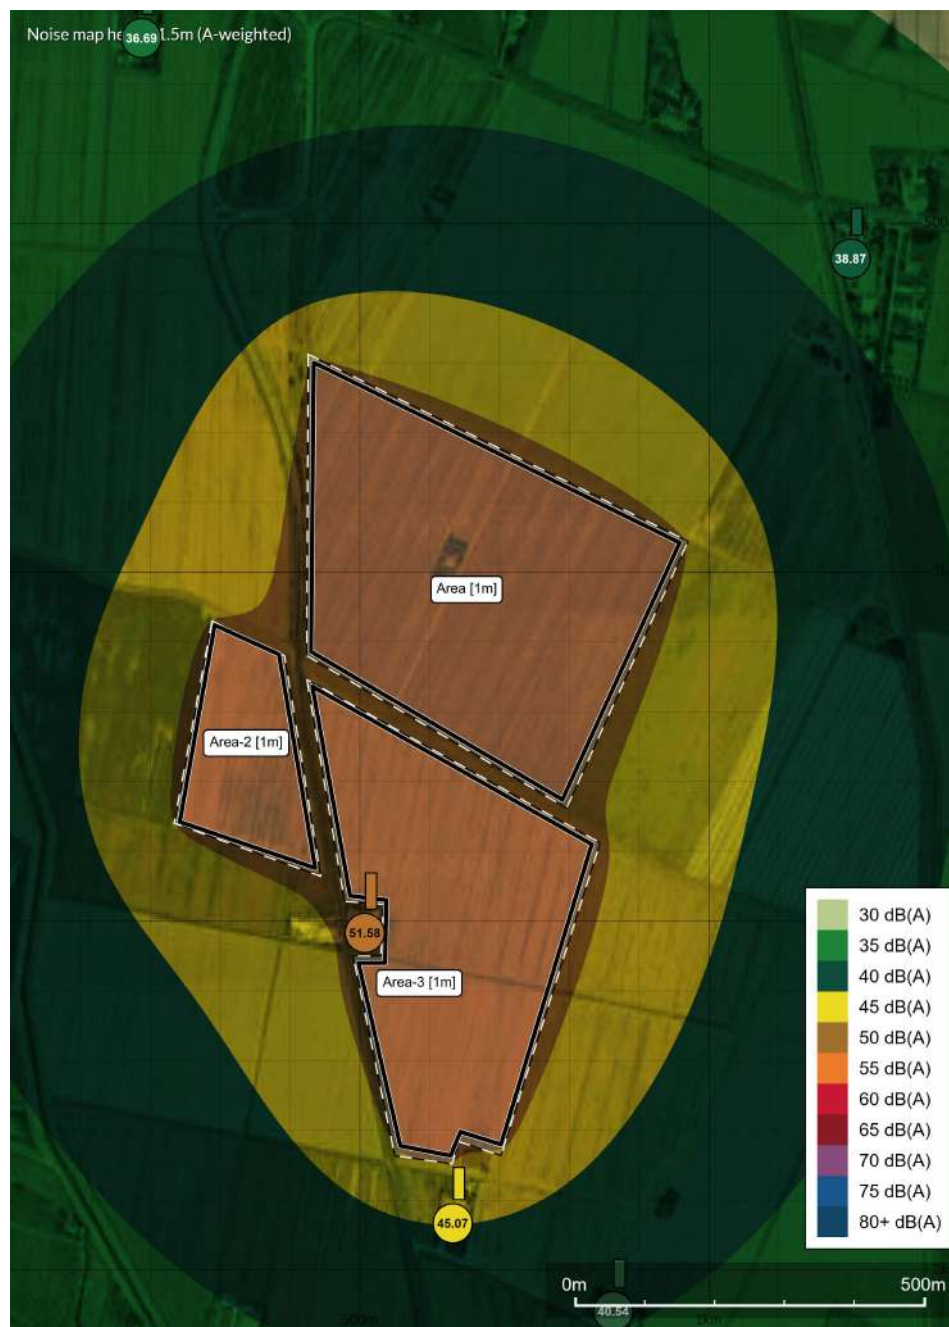 Noise map he 36.69 1.5m (A-weighted)
38.87
Area [1m]
Area-2 [1m]
51.58
Area-3 [1m]
45.07
30 dB(A)
35 dB(A)
40 dB(A)
45 dB(A)
50 dB(A)
55 dB(A)
60 dB(A)
65 dB(A)
70 dB(A)
75 dB(A)
80+ dB(A)
0m
500m
40.54